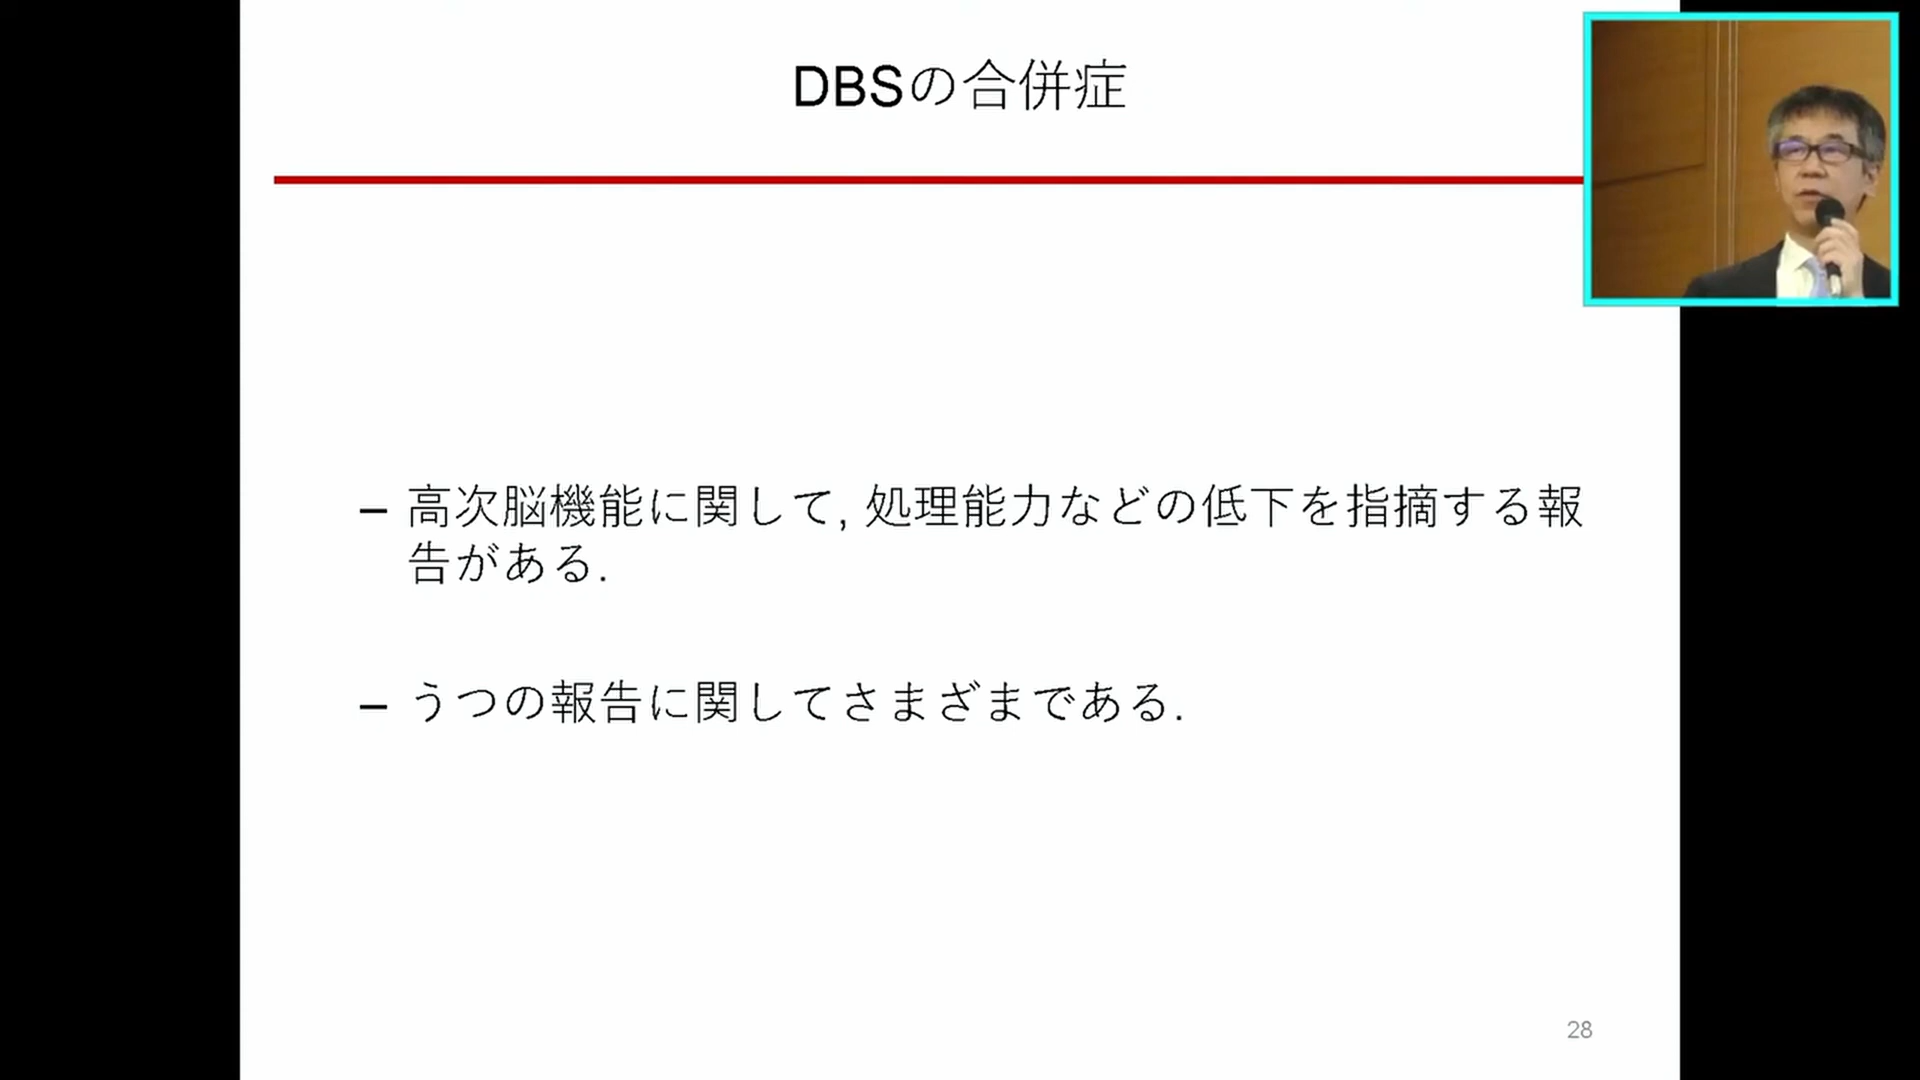 DBSの合併症
– 高次脳機能に関して, 処理能力などの低下を指摘する報
告がある.
– うつの報告に関してさまざまである.
28